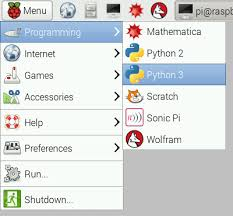 Menu
pi@raspb
Programming
Internet
Games
Accessories
Help
Preferences
Run...
Shutdown...
Mathematica
Python 2
Python 3
Scratch
Sonic Pi
Wolfram